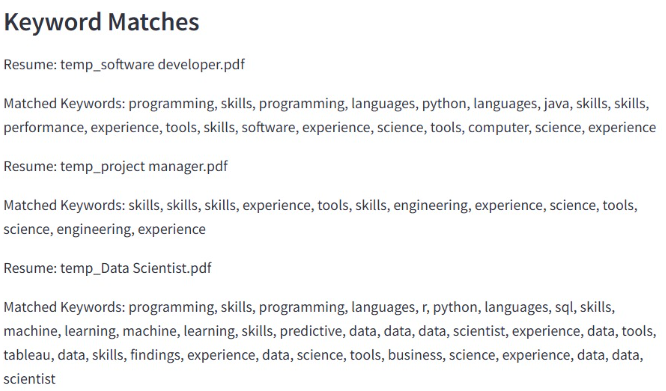 Keyword Matches
Resume: temp_software developer.pdf
Matched Keywords: programming, skills, programming, languages, python, languages, java, skills, skills,
performance, experience, tools, skills, software, experience, science, tools, computer, science, experience
Resume: temp_project manager.pdf
Matched Keywords: skills, skills, skills, experience, tools, skills, engineering, experience, science, tools,
science, engineering, experience
Resume: temp_Data Scientist.pdf
Matched Keywords: programming, skills, programming, languages, r, python, languages, sql, skills,
machine, learning, machine, learning, skills, predictive, data, data, data, scientist, experience, data, tools,
tableau, data, skills, findings, experience, data, science, tools, business, science, experience, data, data,
scientist